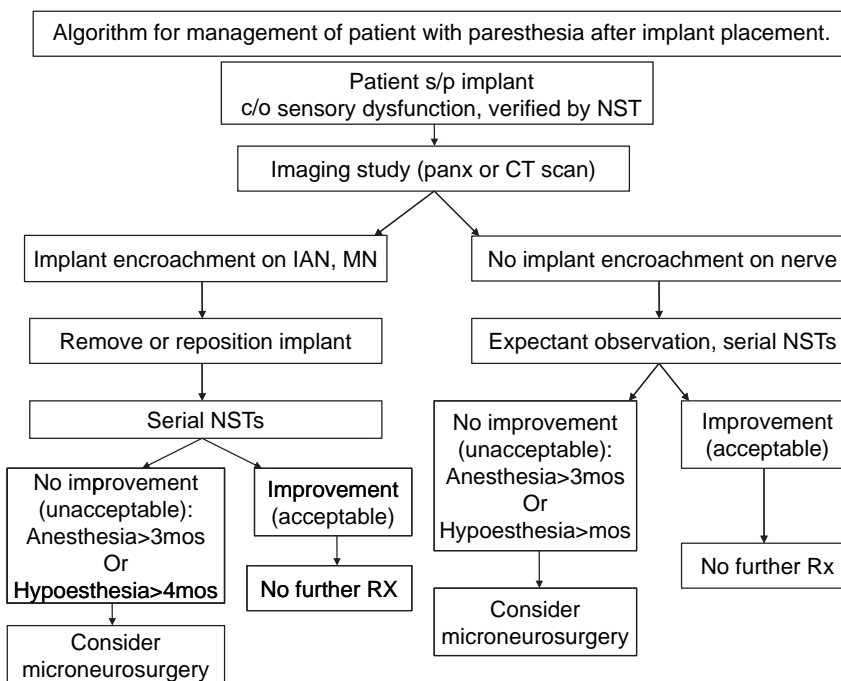 Algorithm for management of patient with paresthesia after implant placement.
Patient s/p implant
c/o sensory dysfunction, verified by NST
Imaging study (panx or CT scan)
Implant encroachment on IAN, MN
No implant encroachment on nerve
Remove or reposition implant
Expectant observation, serial NSTs
Serial NSTs
No improvement
(unacceptable):
Anesthesia>3mos
Or
Hypoesthesia>mos
Improvement
(acceptable)
No improvement
(unacceptable):
Anesthesia>3mos
Or
Hypoesthesia>4mos
Improvement
(acceptable)
No further RX
No further Rx
Consider
microneurosurgery
Consider
microneurosurgery